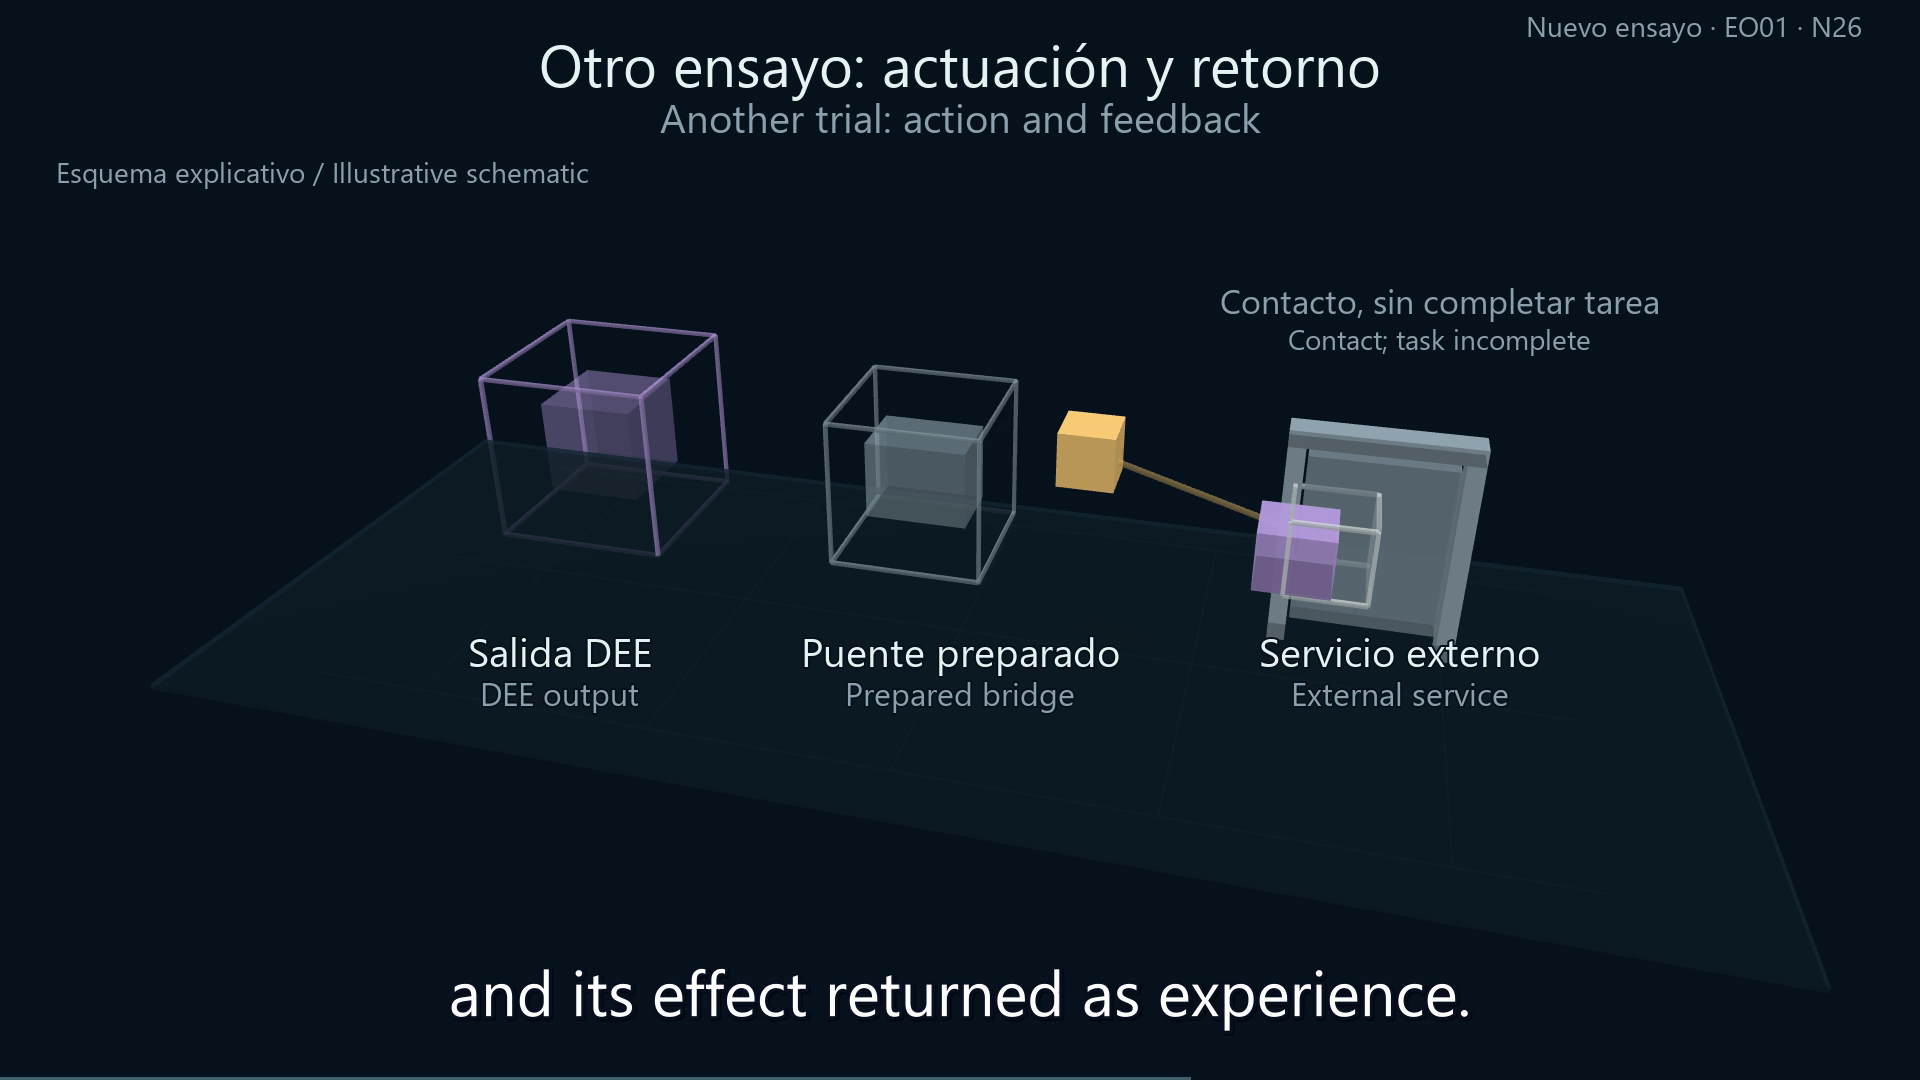 Nuevo ensayo · EO01 · N26
Otro ensayo: actuación y retorno
Another trial: action and feedback
Esquema explicativo / Illustrative schematic
Contacto, sin completar tarea
Contact; task incomplete
Salida DEE
DEE output
Puente preparado
Prepared bridge
Servicio externo
External service
and its effect returned as experience.